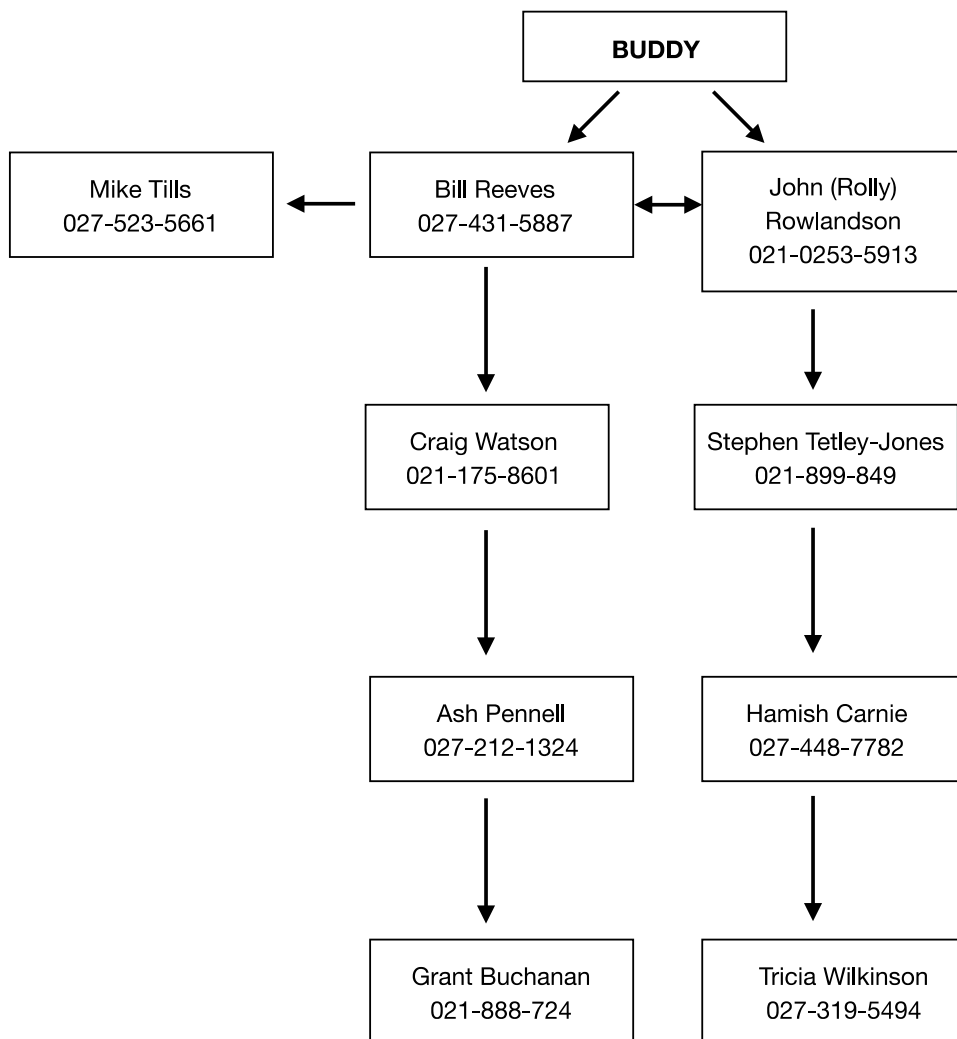 BUDDY
Mike Tills
027-523-5661
Bill Reeves
027-431-5887
John (Rolly)
Rowlandson
021-0253-5913
Craig Watson
021-175-8601
Stephen Tetley-Jones
021-899-849
Ash Pennell
027-212-1324
Hamish Carnie
027-448-7782
Grant Buchanan
021-888-724
Tricia Wilkinson
027-319-5494